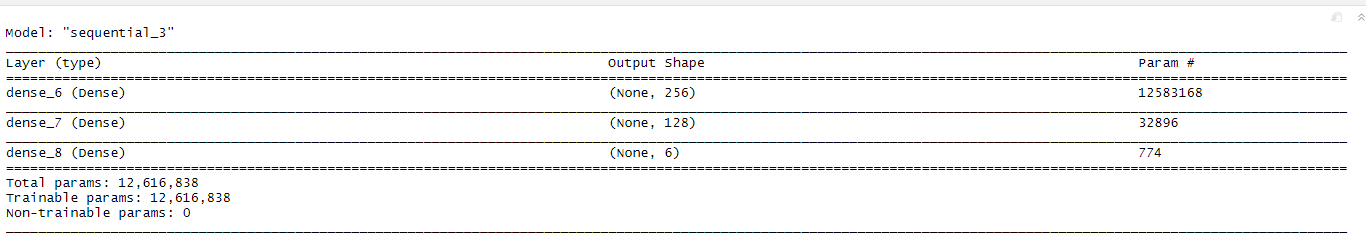 Model: "sequential_3"
Layer (type) Output Shape Param #
dense_6 (Dense) (None, 256) 12583168
dense_7 (Dense) (None, 128) 32896
dense_8 (Dense) (None, 6) 774
Total params: 12,616,838
Trainable params: 12,616,838
Non-trainable params: 0